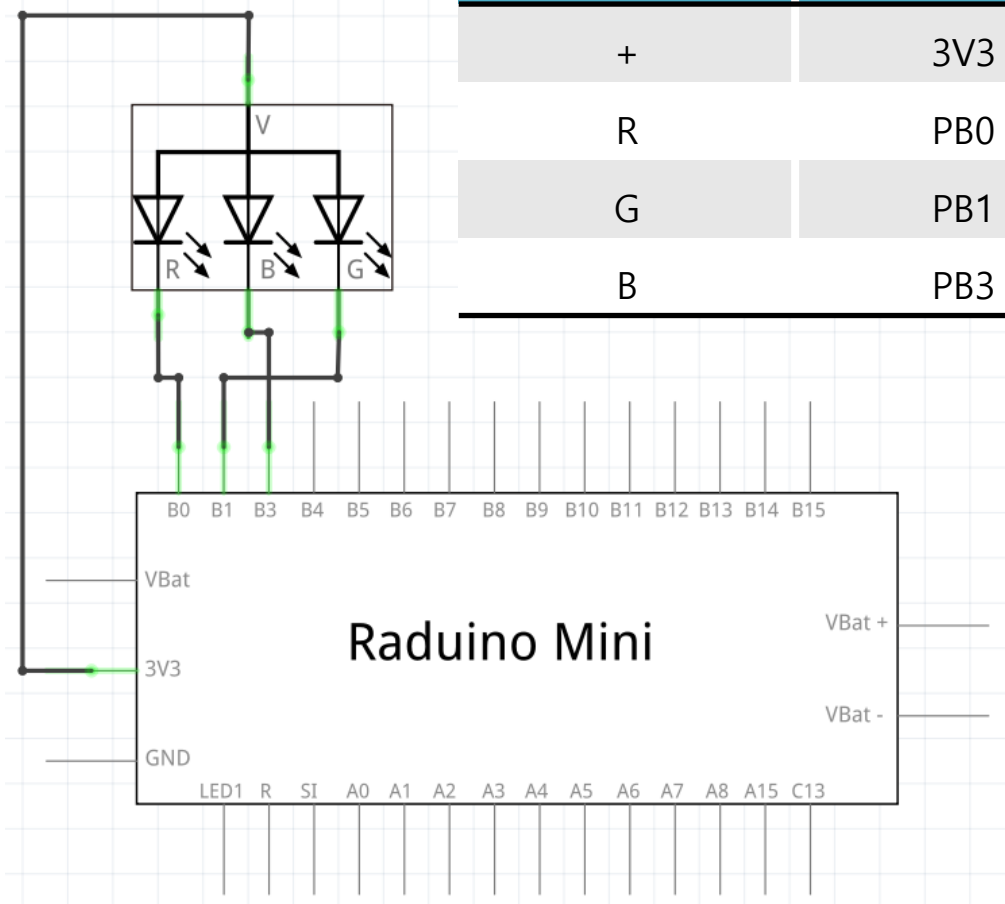 + 3V3
R PB0
G PB1
B PB3
V
R B G
B0 B1 B3 B4 B5 B6 B7 B8 B9 B10 B11 B12 B13 B14 B15
VBat
VBat +
Raduino Mini
3V3
VBat -
GND
LED1 R SI A0 A1 A2 A3 A4 A5 A6 A7 A8 A15 C13